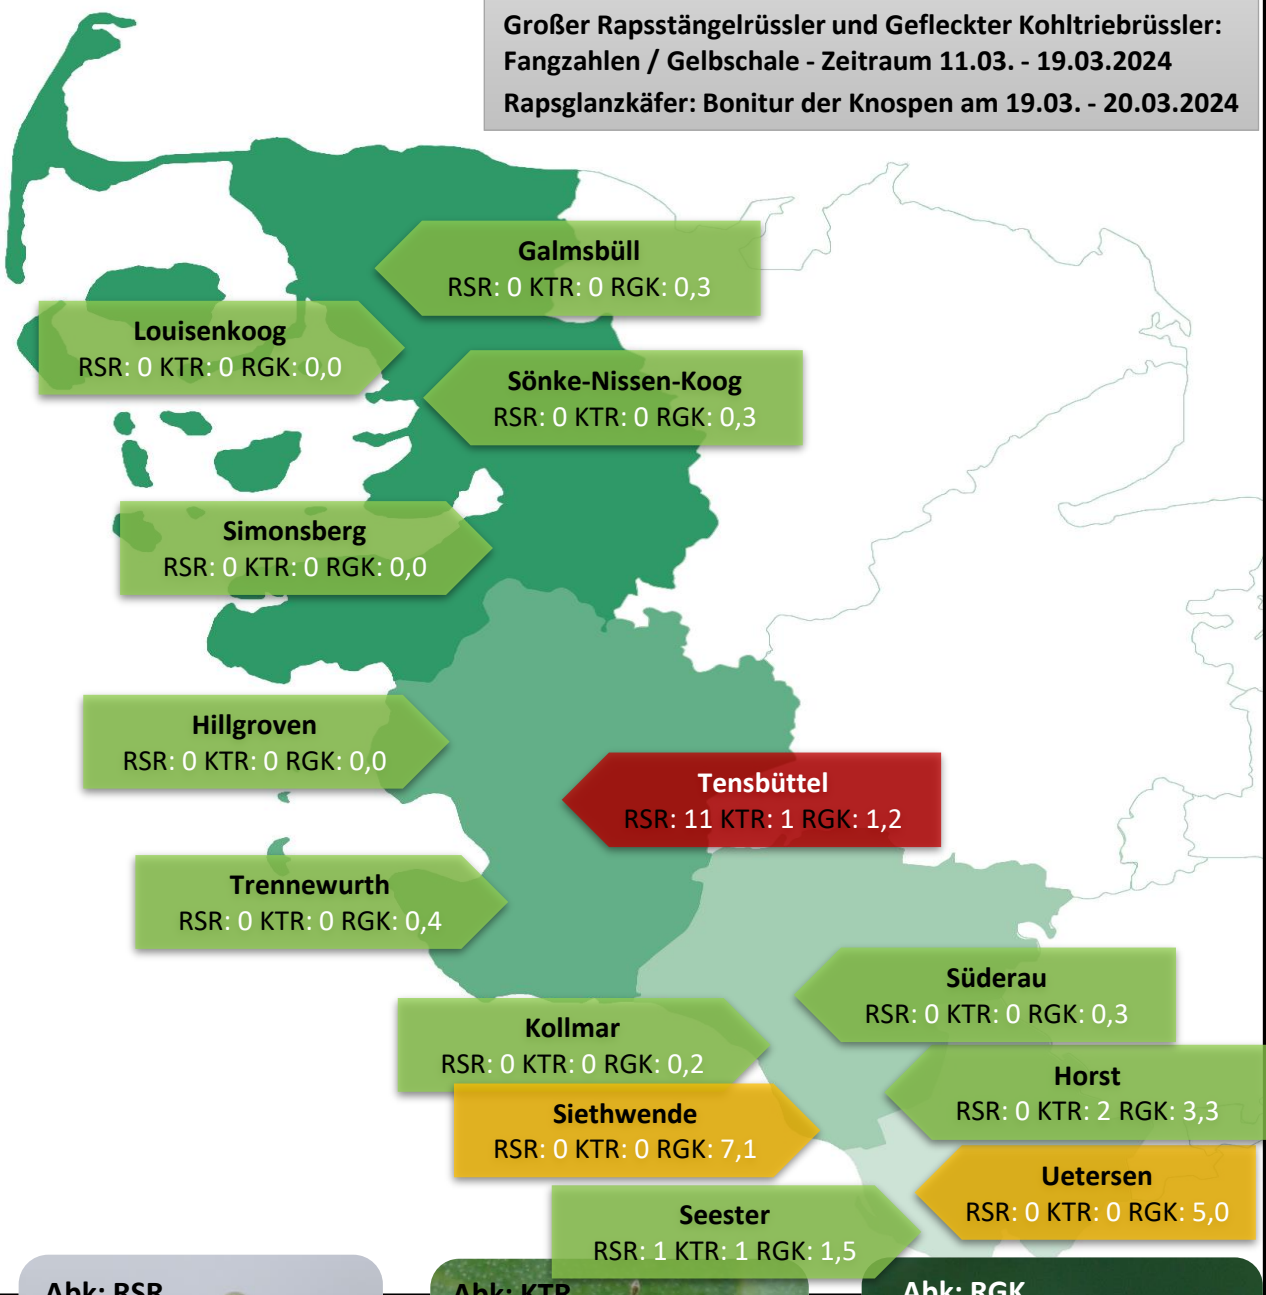 Großer Rapsstängelrüssler und Gefleckter Kohltriebrüssler:
Fangzahlen / Gelbschale - Zeitraum 11.03. - 19.03.2024
Rapsglanzkäfer: Bonitur der Knospen am 19.03. - 20.03.2024
Galmsbüll
RSR: 0 KTR: 0 RGK: 0,3
Louisenkoog
RSR: 0 KTR: 0 RGK: 0,0
Sönke-Nissen-Koog
RSR: 0 KTR: 0 RGK: 0,3
Simonsberg
RSR: 0 KTR: 0 RGK: 0,0
Hillgroven
RSR: 0 KTR: 0 RGK: 0,0
Tensbüttel
RSR: 11 KTR: 1 RGK: 1,2
Trennewurth
RSR: 0 KTR: 0 RGK: 0,4
Süderau
RSR: 0 KTR: 0 RGK: 0,3
Kollmar
RSR: 0 KTR: 0 RGK: 0,2
Horst
RSR: 0 KTR: 2 RGK: 3,3
Siethwende
RSR: 0 KTR: 0 RGK: 7,1
Uetersen
RSR: 0 KTR: 0 RGK: 5,0
Seester
RSR: 1 KTR: 1 RGK: 1,5
Abk: RSR
Abk: KTR
Abk: RGK